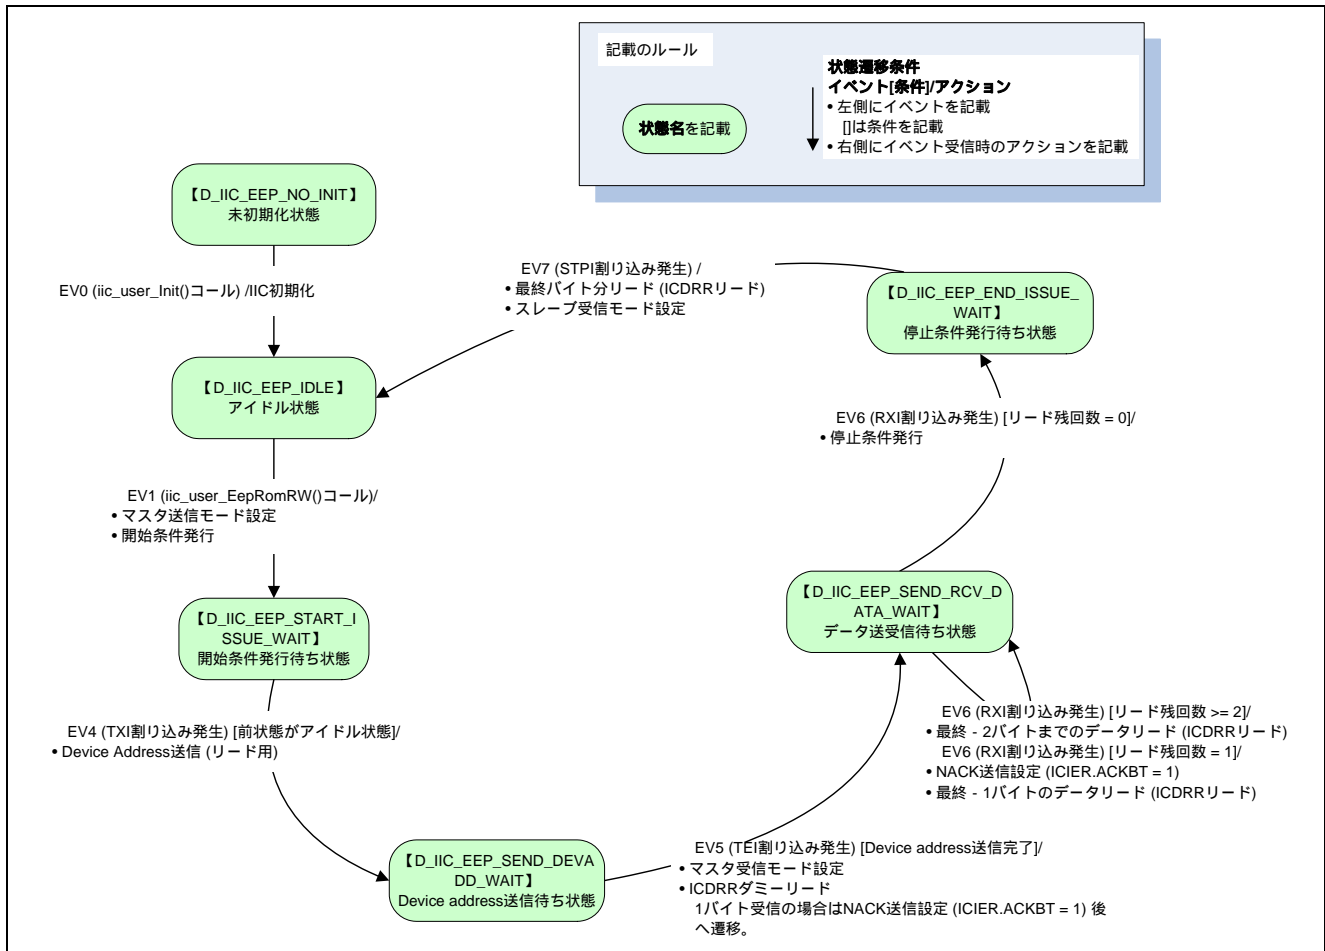 記載のルール
状態名を記載
状態遷移条件
イベント[条件]/アクション
• 左側にイベントを記載
[]は条件を記載
• 右側にイベント受信時のアクションを記載
【D_IIC_EEP_NO_INIT】
未初期化状態
EV0 (iic_user_Init()コール) /IIC初期化
【D_IIC_EEP_IDLE】
アイドル状態
EV7 (STPI割り込み発生) /
• 最終バイト分リード (ICDRRリード)
• スレーブ受信モード設定
【D_IIC_EEP_END_ISSUE_
WAIT】
停止条件発行待ち状態
EV6 (RXI割り込み発生) [リード残回数 = 0]/
• 停止条件発行
EV1 (iic_user_EepRomRW()コール)/
• マスタ送信モード設定
• 開始条件発行
【D_IIC_EEP_START_I
SSUE_WAIT】
開始条件発行待ち状態
【D_IIC_EEP_SEND_RCV_D
ATA_WAIT】
データ送受信待ち状態
EV4 (TXI割り込み発生) [前状態がアイドル状態]/
• Device Address送信 (リード用)
EV6 (RXI割り込み発生) [リード残回数 >= 2]/
• 最終 - 2バイトまでのデータリード (ICDRRリード)
EV6 (RXI割り込み発生) [リード残回数 = 1]/
• NACK送信設定 (ICIER.ACKBT = 1)
• 最終 - 1バイトのデータリード (ICDRRリード)
【D_IIC_EEP_SEND_DEVA
DD_WAIT】
Device address送信待ち状態
EV5 (TEI割り込み発生) [Device address送信完了]/
• マスタ受信モード設定
• ICDRRダミーリード
1バイト受信の場合はNACK送信設定 (ICIER.ACKBT = 1) 後
へ遷移。